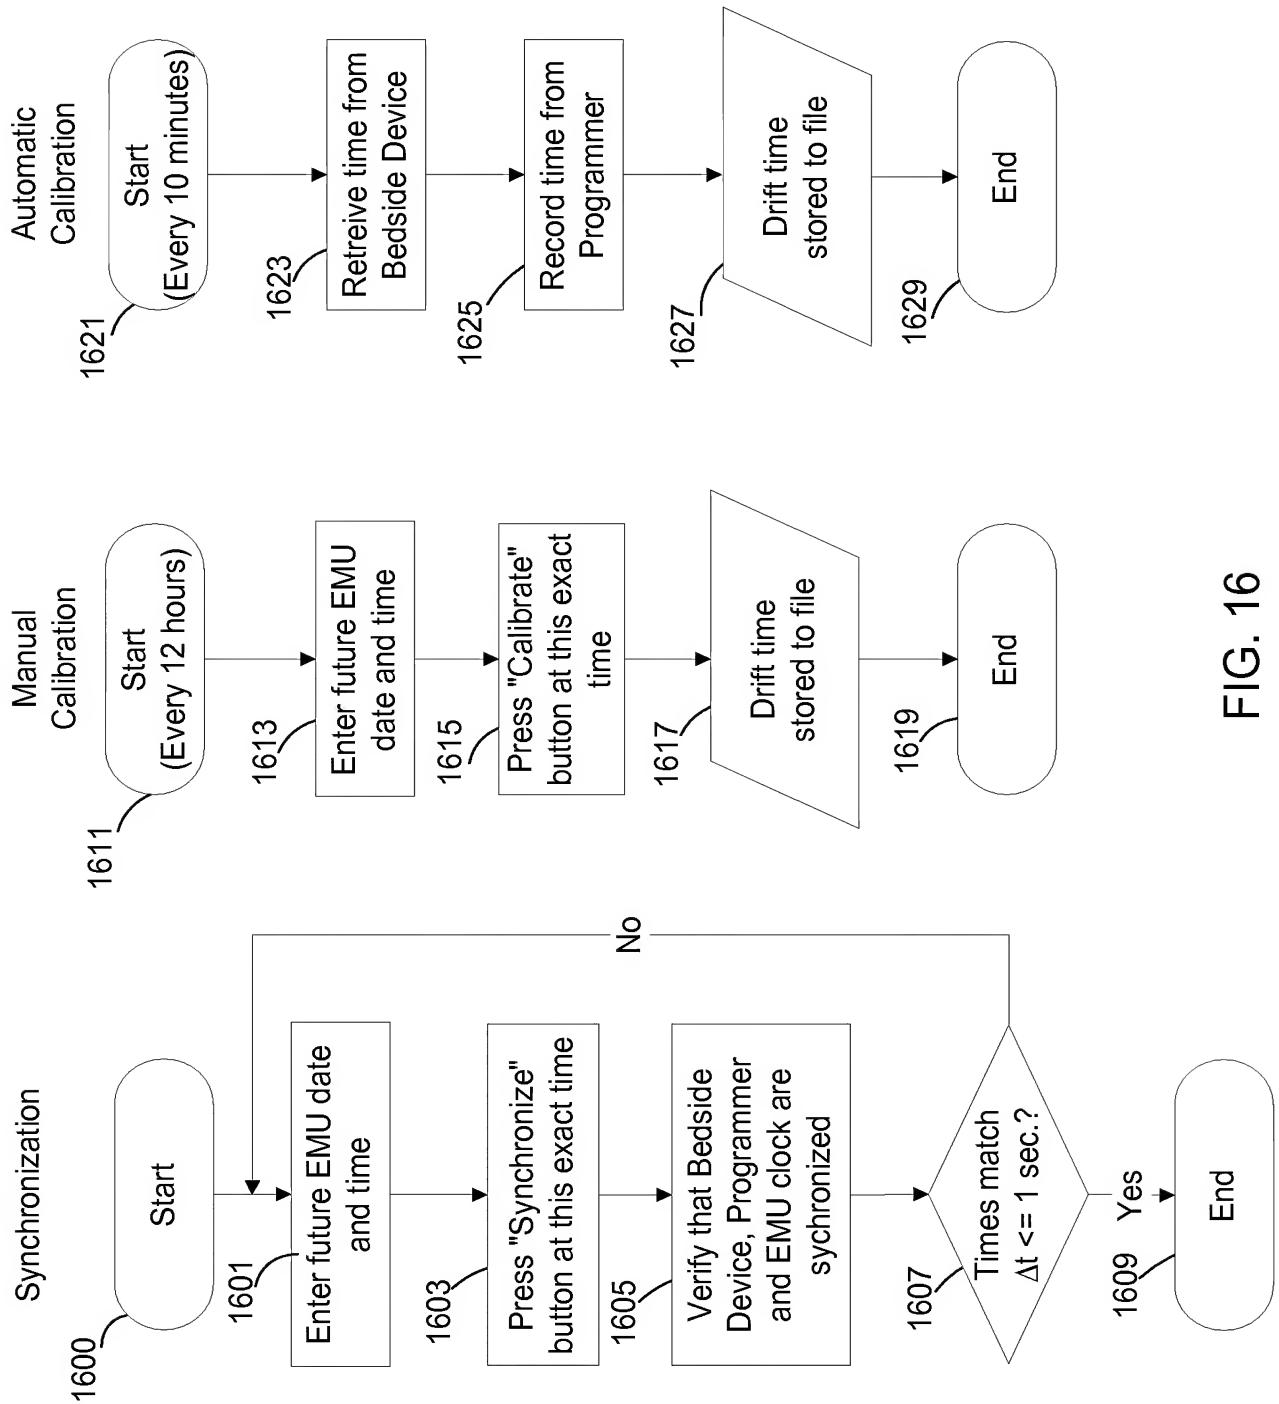 Synchronization
1600
Start
1601
Enter future EMU date
and time
1603
Press "Synchronize"
button at this exact time
1605
Verify that Bedside
Device, Programmer
and EMU clock are
sychronized
1607
Times match
Δt <= 1 sec.?
No
Yes
1609
End
Manual
Calibration
1611
Start
(Every 12 hours)
1613
Enter future EMU
date and time
1615
Press "Calibrate"
button at this exact
time
1617
Drift time
stored to file
1619
End
Automatic
Calibration
1621
Start
(Every 10 minutes)
1623
Retreive time from
Bedside Device
1625
Record time from
Programmer
1627
Drift time
stored to file
1629
End
FIG. 16